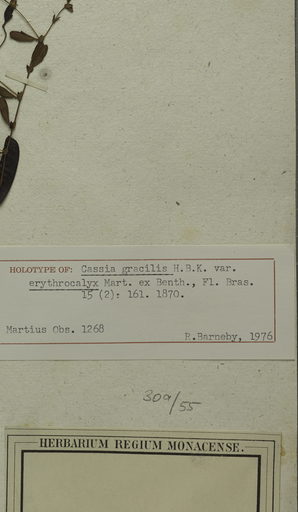 HOLOTYPE OF: Cassia gracilis H.B.K. var.
erythrocalyx Mart. ex Benth., Fl. Bras.
15 (2): 161. 1870.
Martius Obs. 1268
R.Barneby, 1976
309/55
HERBARIUM REGIUM MONACENSE.